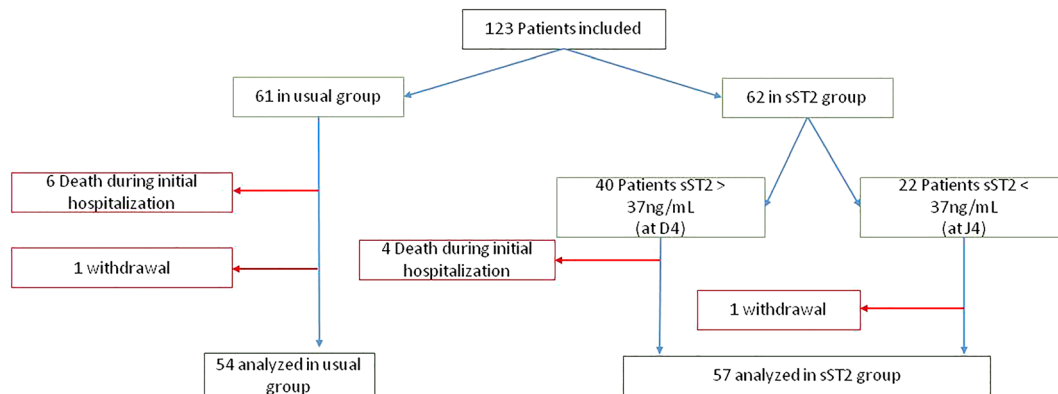 123 Patients included
61 in usual group
62 in sST2 group
6 Death during initial
hospitalization
40 Patients sST2 >
37ng/mL
(at D4)
22 Patients sST2 <
37ng/mL
(at J4)
1 withdrawal
4 Death during initial
hospitalization
1 withdrawal
54 analyzed in usual
group
57 analyzed in sST2 group